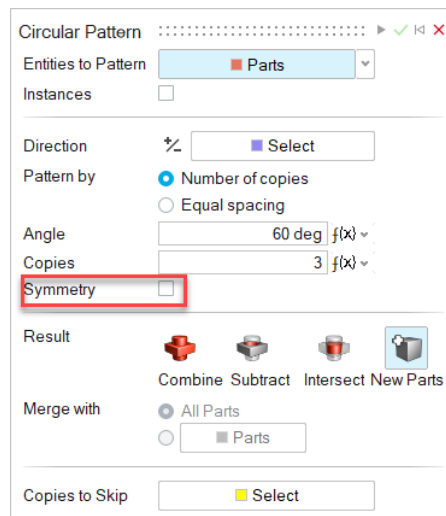 Circular Pattern
Entities to Pattern Parts
Instances
Direction Select
Pattern by Number of copies
Equal spacing
Angle 60 deg f(x)
Copies 3 f(x)
Symmetry
Result
Combine Subtract Intersect New Parts
Merge with All Parts
Parts
Copies to Skip Select